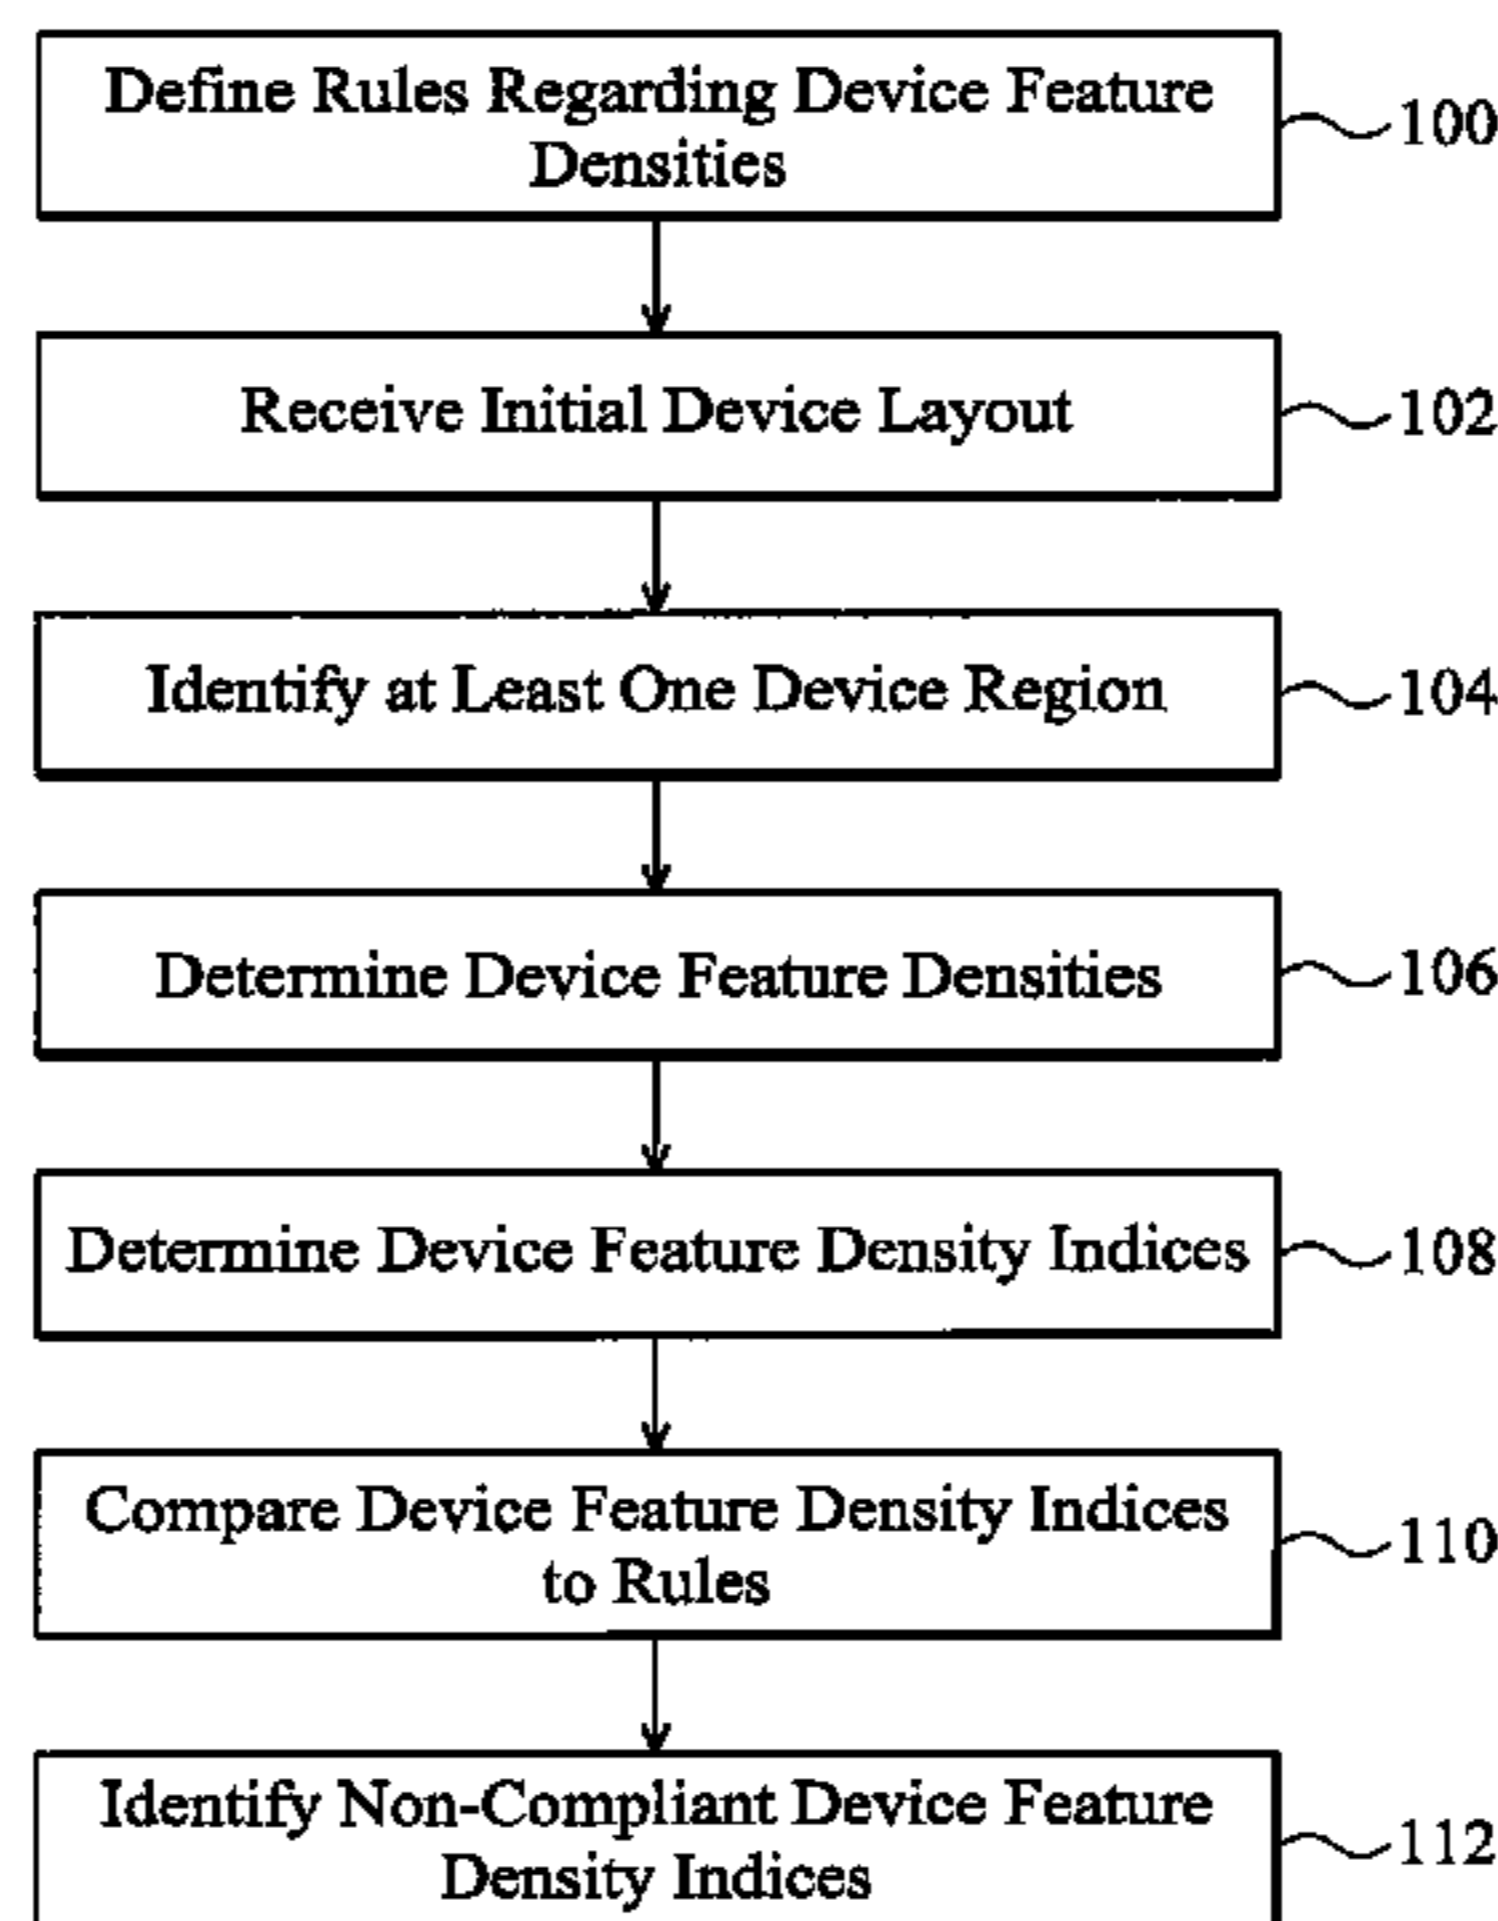 Define Rules Regarding Device Feature
Densities
100
Receive Initial Device Layout
102
Identify at Least One Device Region
104
Determine Device Feature Densities
106
Determine Device Feature Density Indices
108
Compare Device Feature Density Indices
to Rules
110
Identify Non-Compliant Device Feature
Density Indices
112